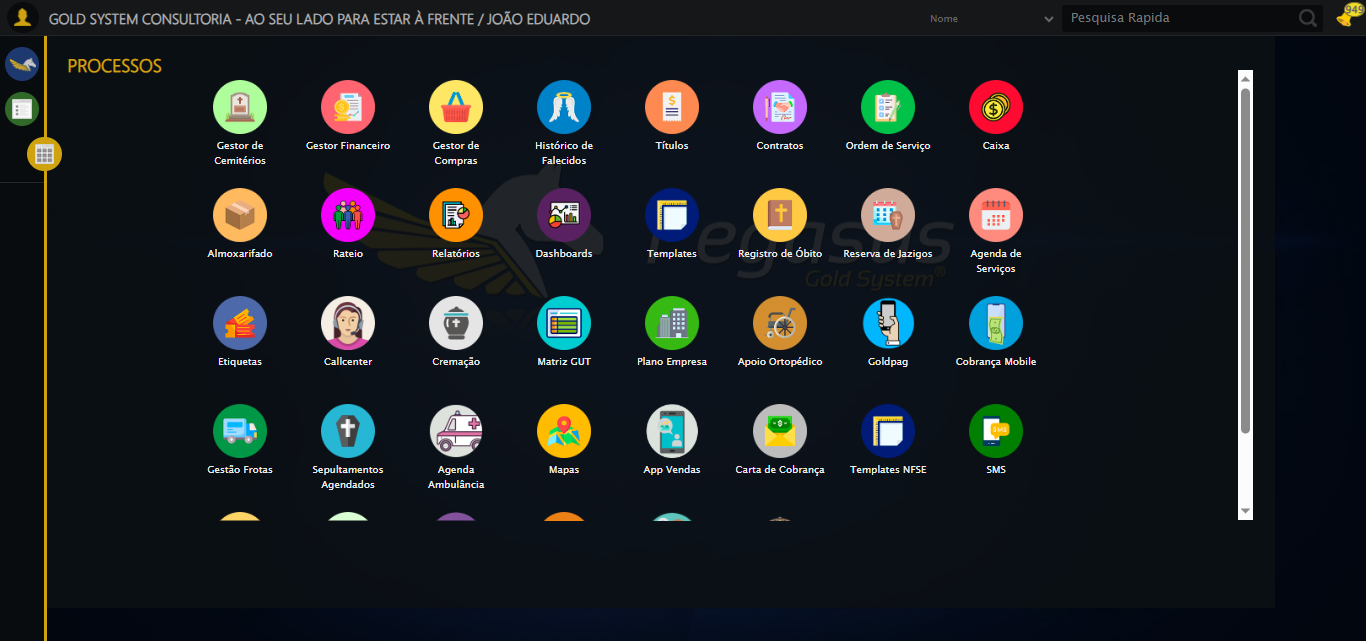 GOLD SYSTEM CONSULTORIA - AO SEU LADO PARA ESTAR À FRENTE / JOÃO EDUARDO
Nome
Pesquisa Rapida
949
PROCESSOS
Gestor de
Cemitérios
Gestor Financeiro
Gestor de
Compras
Histórico de
Falecidos
Títulos
Contratos
Ordem de Serviço
Caixa
Almoxarifado
Rateio
Relatórios
Dashboards
Templates
Registro de Óbito
Reserva de Jazigos
Agenda de
Serviços
Pegasus
Gold System®
Etiquetas
Callcenter
Cremação
Matriz GUT
Plano Empresa
Apoio Ortopédico
Goldpag
Cobrança Mobile
Gestão Frotas
Sepultamentos
Agendados
Agenda
Ambulância
Mapas
App Vendas
Carta de Cobrança
Templates NFSE
SMS
SMS